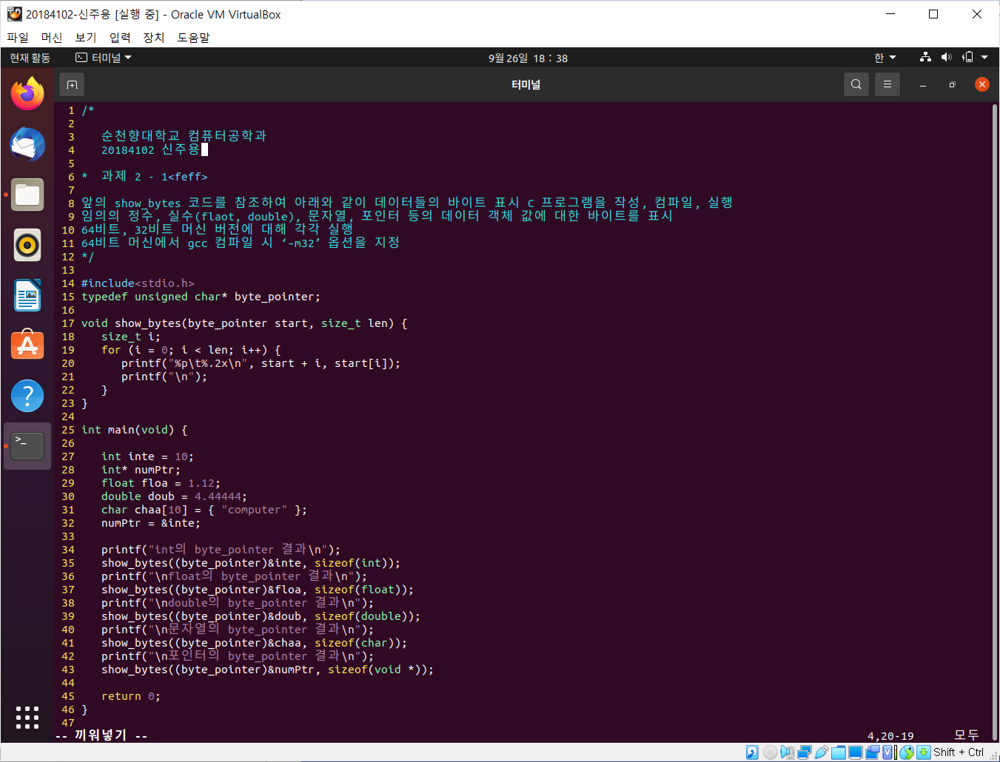 20184102-신주용 [실행 중] - Oracle VM VirtualBox
파일 머신 보기 입력 장치 도움말
현재 활동 터미널 9월 26일 18 : 38 한
터미널
1 /*
2
3    순천향대학교 컴퓨터공학과
4    20184102 신주용
5
6 *  과제 2 - 1<feff>
7
8 앞의 show_bytes 코드를 참조하여 아래와 같이 데이터들의 바이트 표시 C 프로그램을 작성, 컴파일, 실행
9 임의의 정수, 실수(flaot, double), 문자열, 포인터 등의 데이터 객체 값에 대한 바이트를 표시
10 64비트, 32비트 머신 버전에 대해 각각 실행
11 64비트 머신에서 gcc 컴파일 시 ‘–m32’ 옵션을 지정
12 */
13
14 #include<stdio.h>
15 typedef unsigned char* byte_pointer;
16
17 void show_bytes(byte_pointer start, size_t len) {
18    size_t i;
19    for (i = 0; i < len; i++) {
20       printf("%p\t%.2x\n", start + i, start[i]);
21       printf("\n");
22    }
23 }
24
25 int main(void) {
26
27    int inte = 10;
28    int* numPtr;
29    float floa = 1.12;
30    double doub = 4.44444;
31    char chaa[10] = { "computer" };
32    numPtr = &inte;
33
34    printf("int의 byte_pointer 결과\n");
35    show_bytes((byte_pointer)&inte, sizeof(int));
36    printf("\nfloat의 byte_pointer 결과\n");
37    show_bytes((byte_pointer)&floa, sizeof(float));
38    printf("\ndouble의 byte_pointer 결과\n");
39    show_bytes((byte_pointer)&doub, sizeof(double));
40    printf("\n문자열의 byte_pointer 결과\n");
41    show_bytes((byte_pointer)&chaa, sizeof(char));
42    printf("\n포인터의 byte_pointer 결과\n");
43    show_bytes((byte_pointer)&numPtr, sizeof(void *));
44
45    return 0;
46 }
47
-- 끼워넣기 -- 4,20-19 모두
Shift + Ctrl